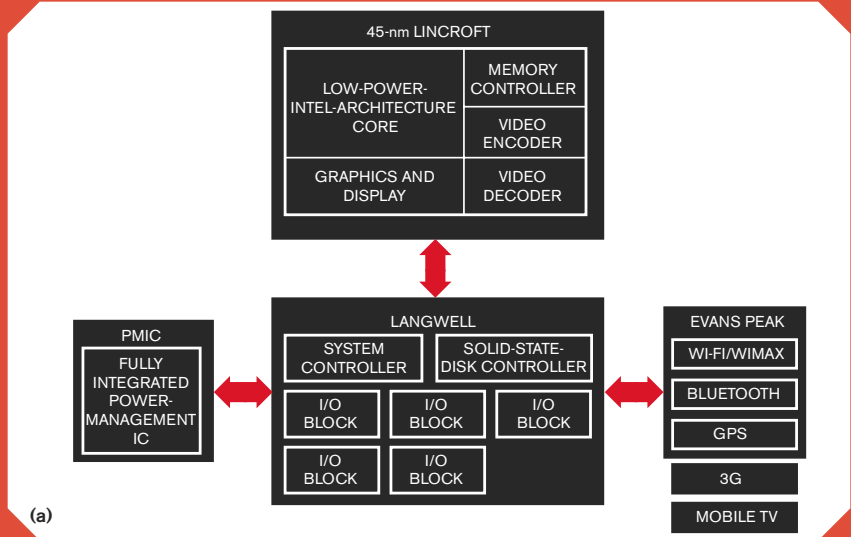 45-nm LINCROFT
LOW-POWER-
INTEL-ARCHITECTURE
CORE
MEMORY
CONTROLLER
VIDEO
ENCODER
GRAPHICS AND
DISPLAY
VIDEO
DECODER
PMIC
FULLY
INTEGRATED
POWER-
MANAGEMENT
IC
LANGWELL
SYSTEM
CONTROLLER
SOLID-STATE-
DISK CONTROLLER
I/O
BLOCK
I/O
BLOCK
I/O
BLOCK
I/O
BLOCK
I/O
BLOCK
EVANS PEAK
WI-FI/WIMAX
BLUETOOTH
GPS
3G
MOBILE TV
(a)